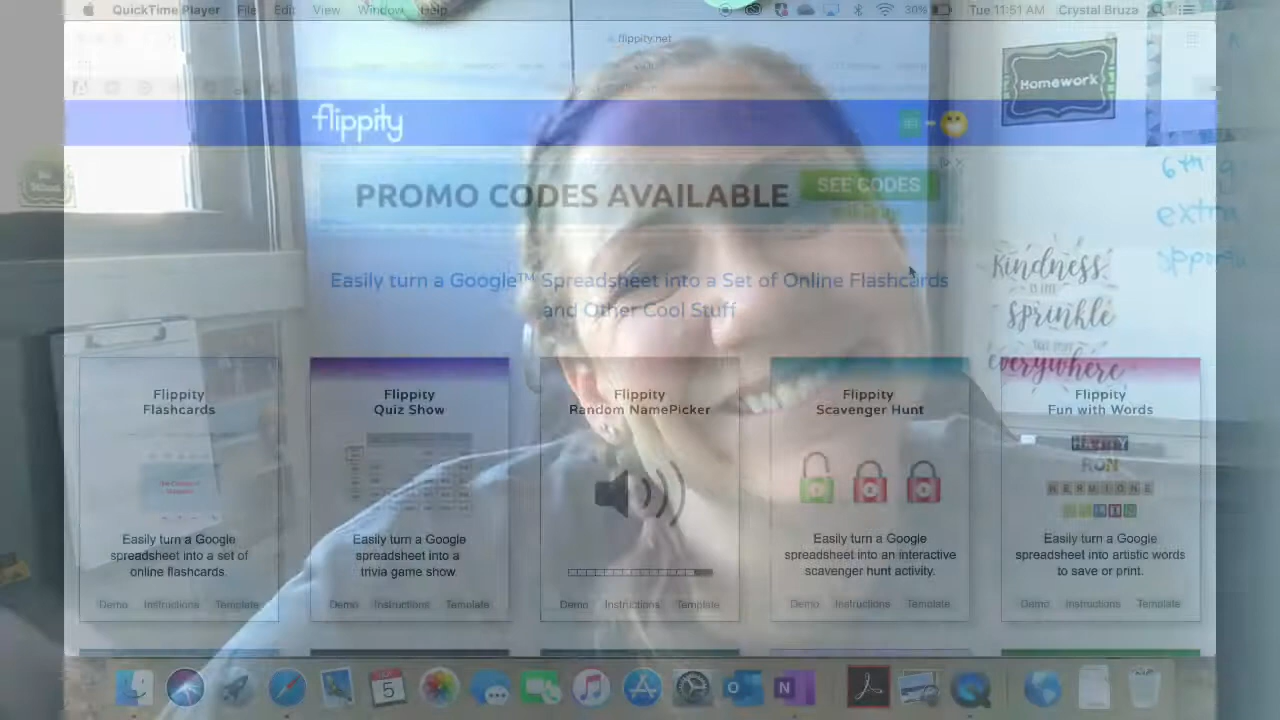 QuickTime Player File Edit View Window Help
30% Tue 11:51 AM Crystal Bruza
flippity.net
Homework
flippity
PROMO CODES AVAILABLE
SEE CODES
6th g
extra
Easily turn a Google™ Spreadsheet into a Set of Online Flashcards
and Other Cool Stuff
kindness
sprinkle
everywhere
Flippity
Flashcards
Easily turn a Google
spreadsheet into a set of
online flashcards.
Demo Instructions Template
Flippity
Quiz Show
Easily turn a Google
spreadsheet into a
trivia game show.
Demo Instructions Template
Flippity
Random NamePicker
Demo Instructions Template
Flippity
Scavenger Hunt
Easily turn a Google
spreadsheet into an interactive
scavenger hunt activity.
Demo Instructions Template
Flippity
Fun with Words
HARRY
RON
HERMIONE
Easily turn a Google
spreadsheet into artistic words
to save or print.
Demo Instructions Template
5